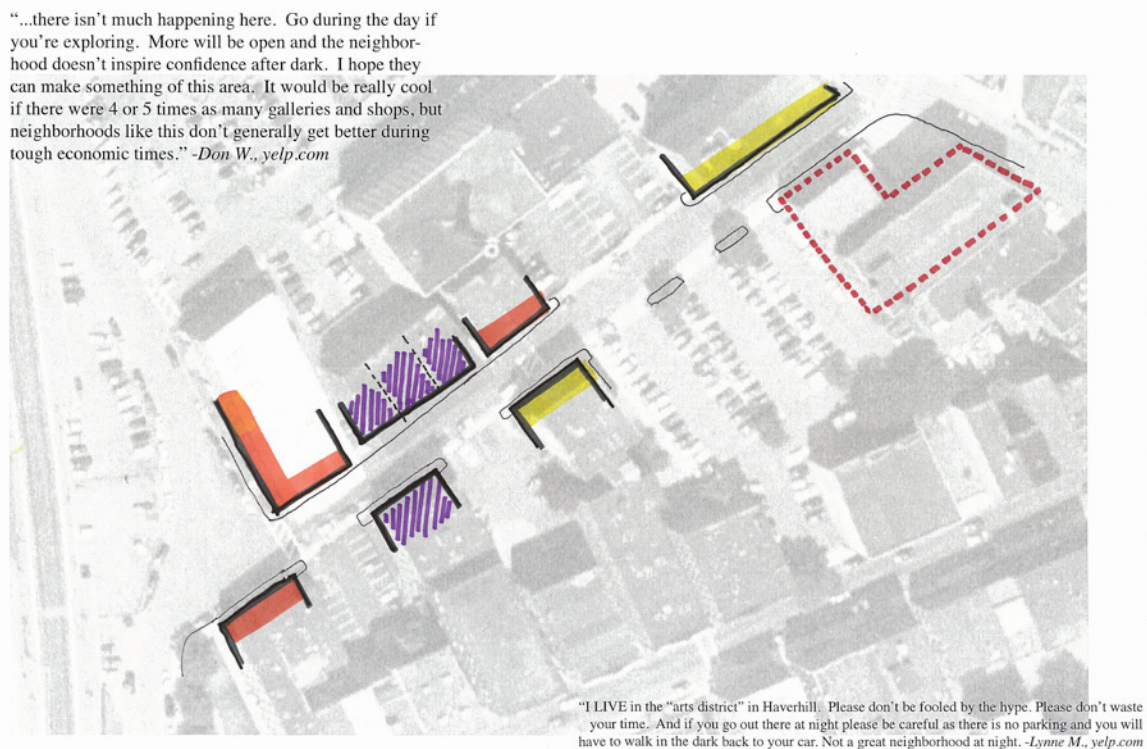 “...there isn’t much happening here.  Go during the day if
you’re exploring.  More will be open and the neighbor-
hood doesn’t inspire confidence after dark.  I hope they
can make something of this area.  It would be really cool
if there were 4 or 5 times as many galleries and shops, but
neighborhoods like this don’t generally get better during
tough economic times.” -Don W., yelp.com
“I LIVE in the “arts district” in Haverhill.  Please don’t be fooled by the hype. Please don’t waste
your time.  And if you go out there at night please be careful as there is no parking and you will
have to walk in the dark back to your car. Not a great neighborhood at night. -Lynne M., yelp.com